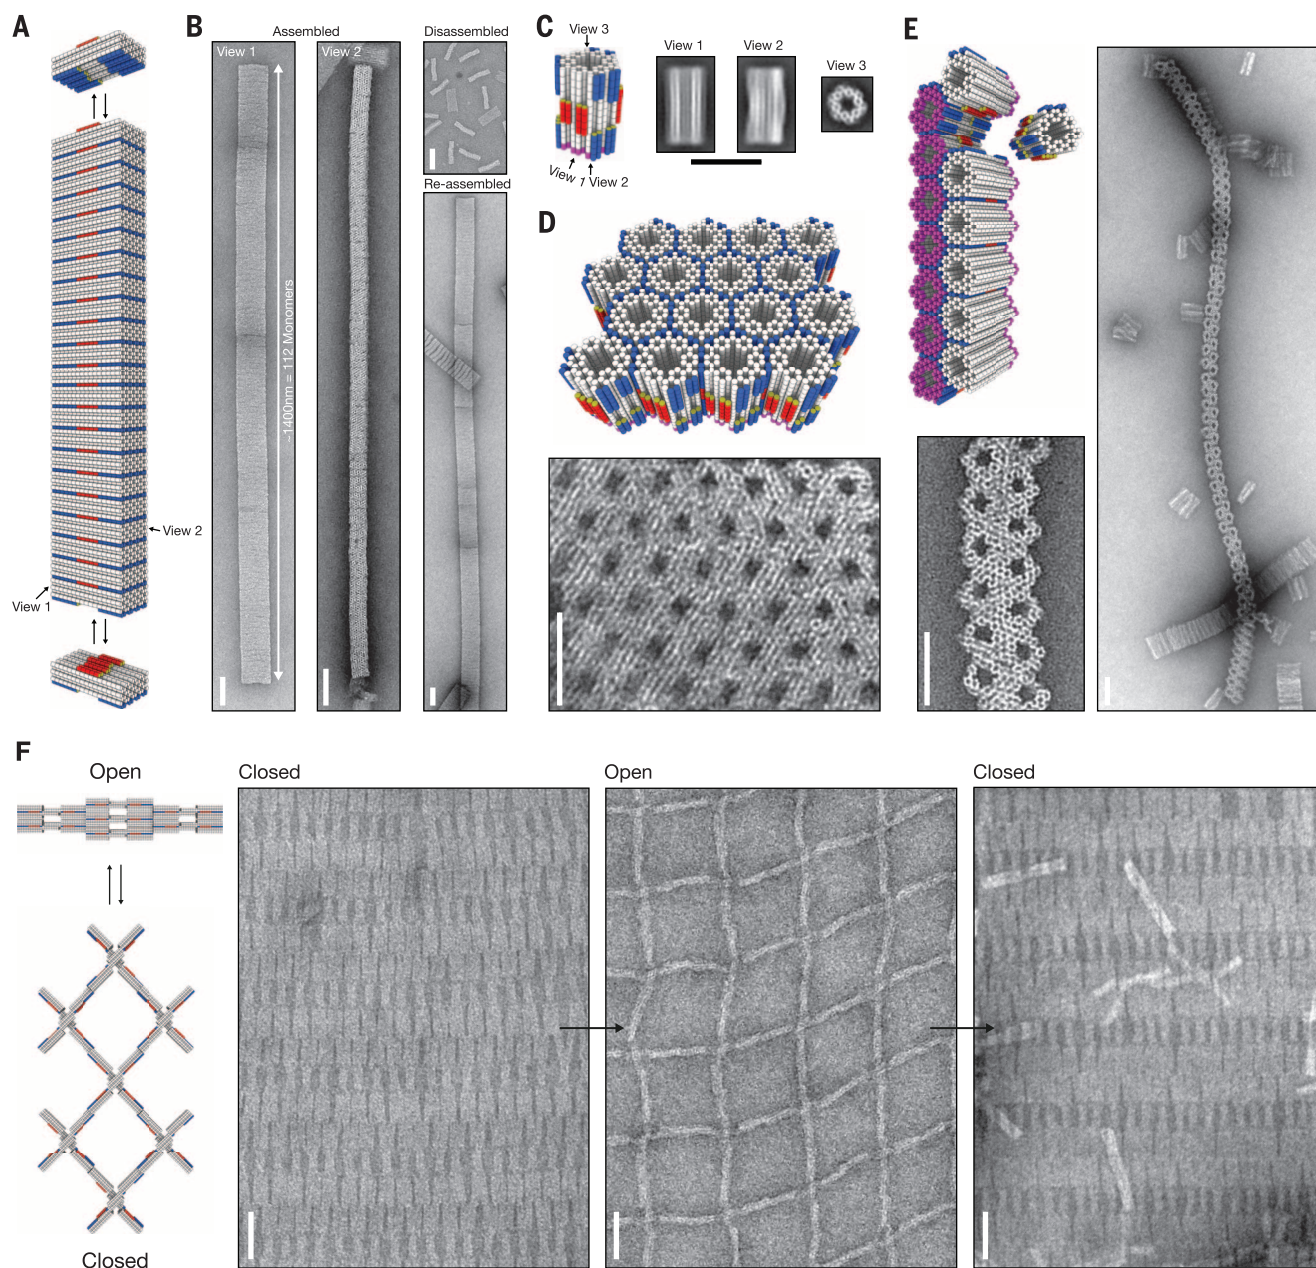 A
View 1
View 2
B
Assembled
View 1
View 2
~1400nm = 112 Monomers
Disassembled
Re-assembled
C
View 3
View 1
View 2
View 1
View 2
View 3
D
E
F
Open
Closed
Closed
Open
Closed